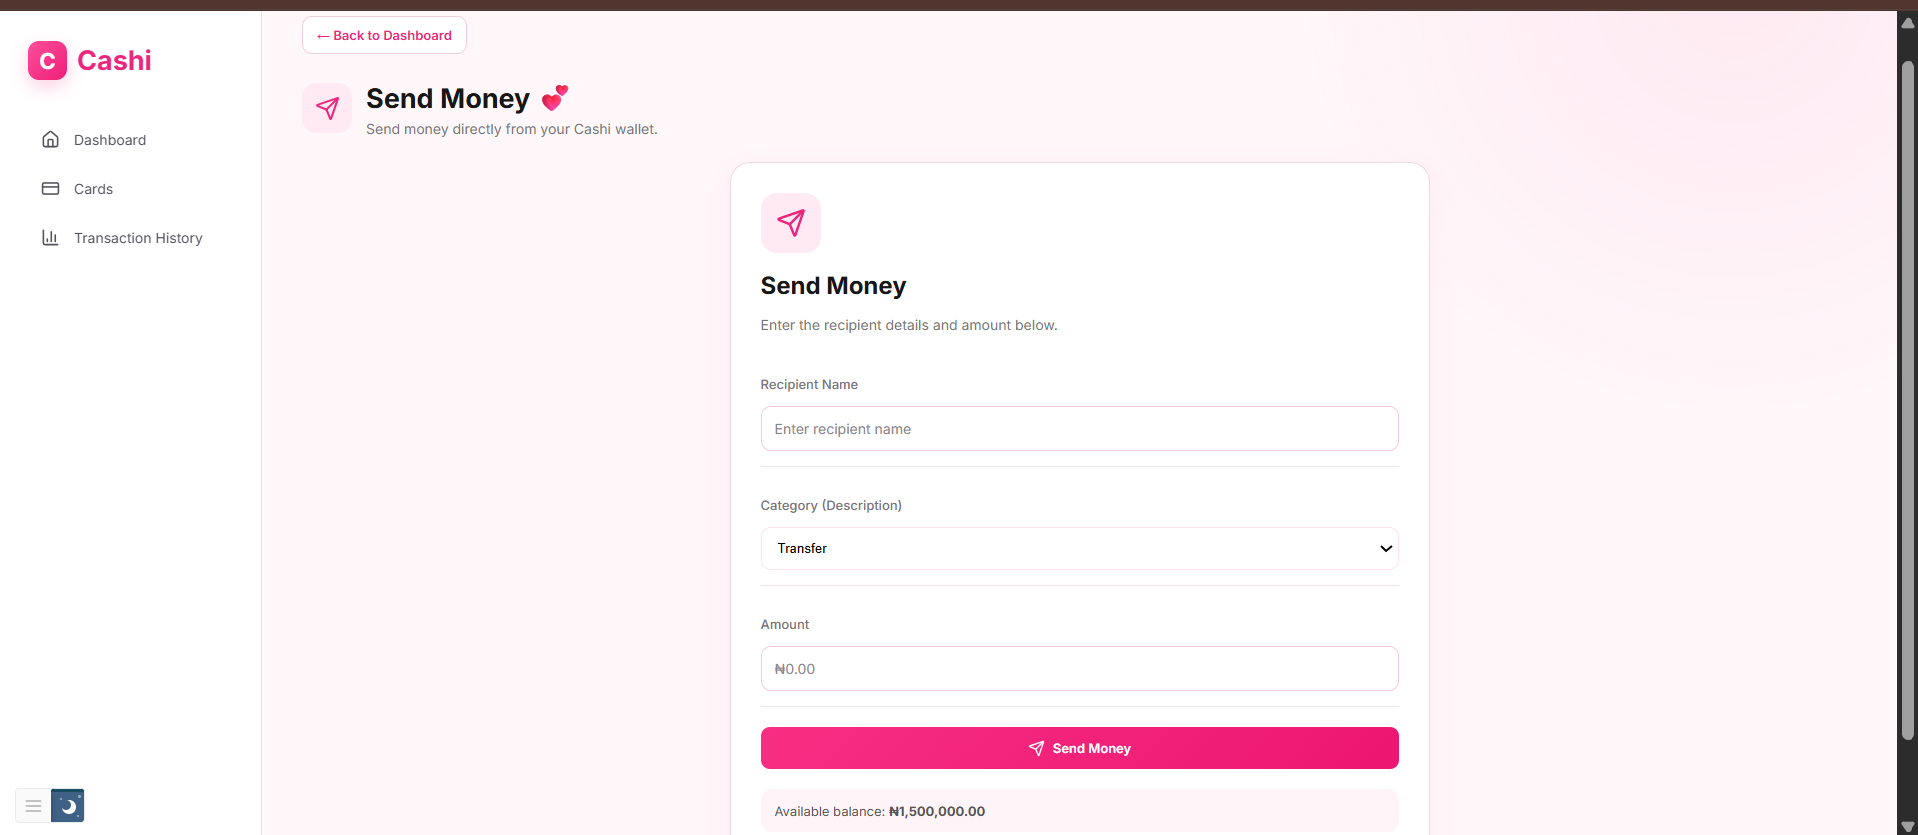 C Cashi
Dashboard
Cards
Transaction History
← Back to Dashboard
Send Money 💕
Send money directly from your Cashi wallet.
Send Money
Enter the recipient details and amount below.
Recipient Name
Enter recipient name
Category (Description)
Transfer
Amount
₦0.00
Send Money
Available balance: ₦1,500,000.00